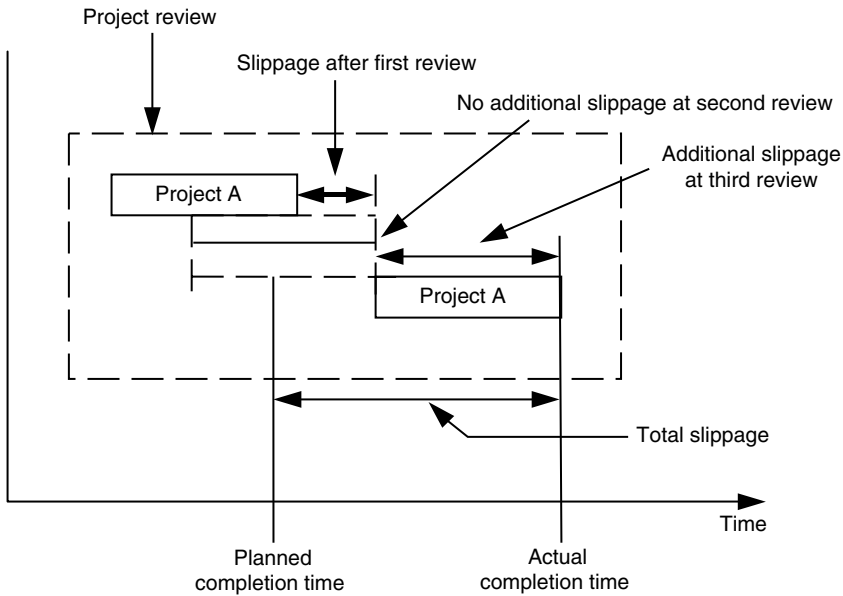 Project review
Slippage after first review
No additional slippage at second review
Additional slippage
at third review
Project A
Project A
Total slippage
Time
Planned
completion time
Actual
completion time